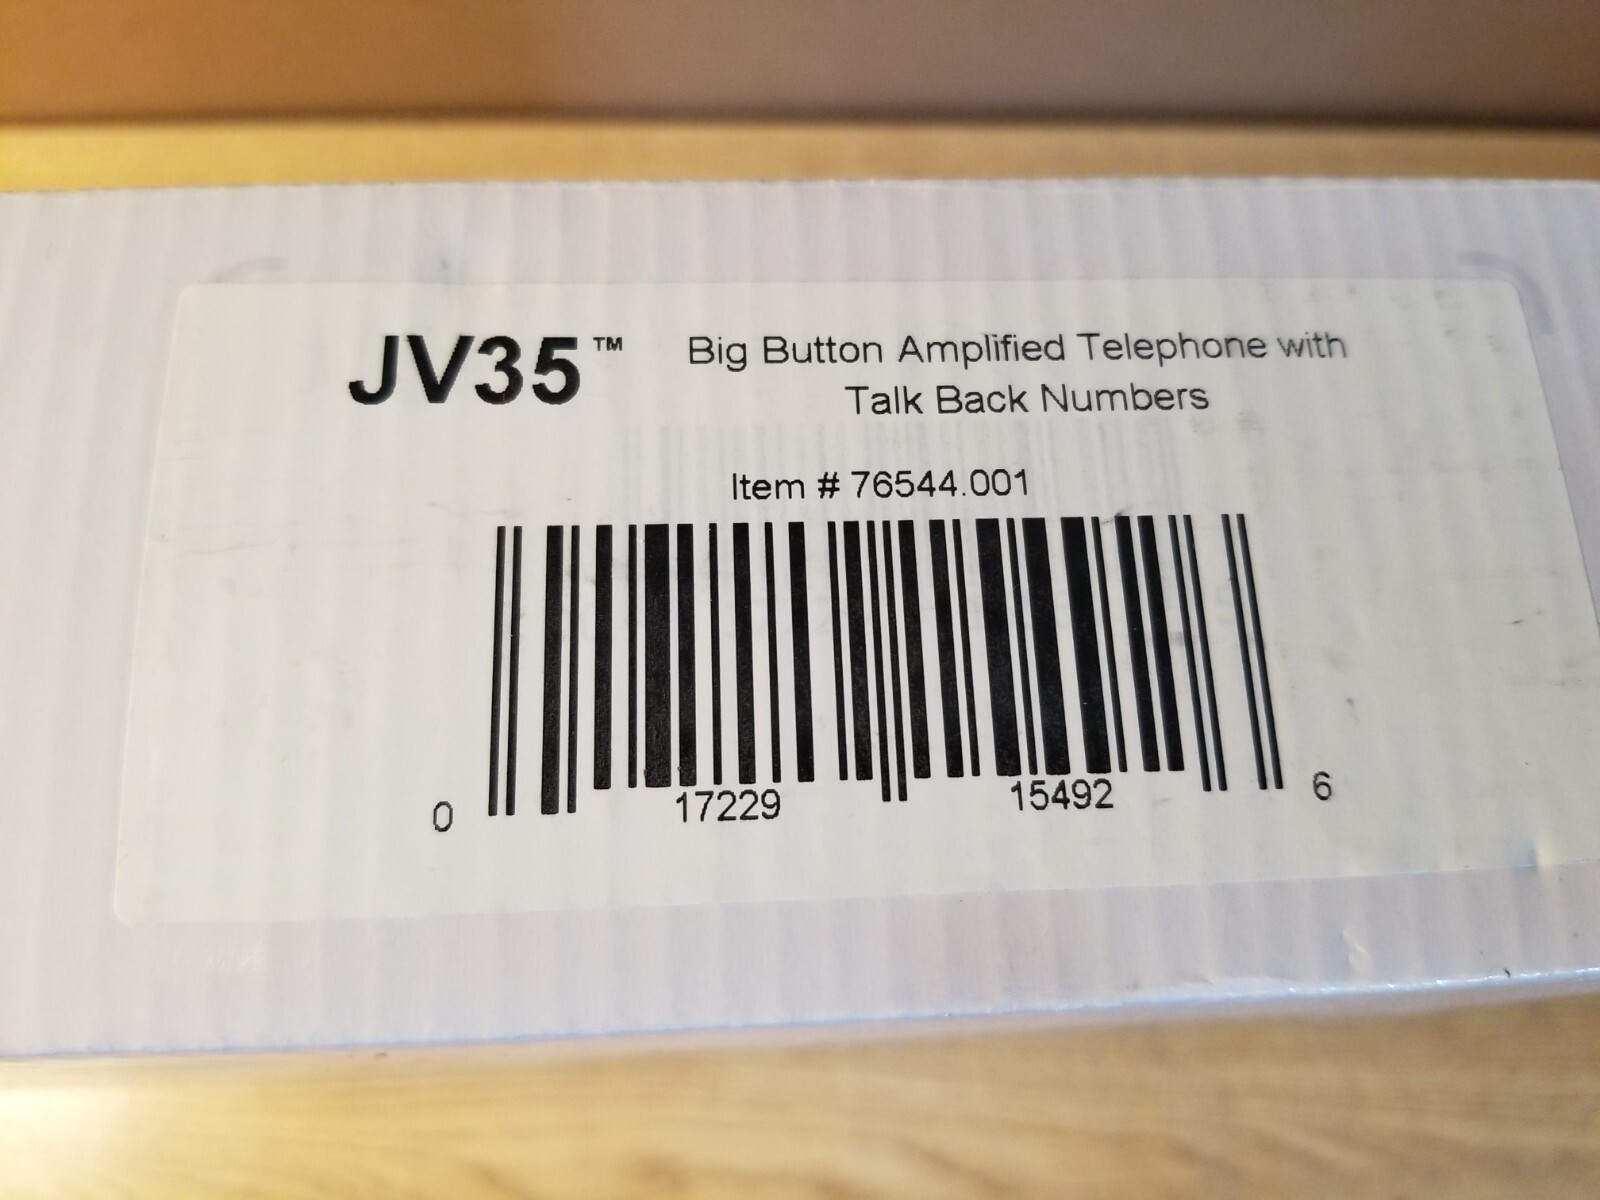 JV35™ Big Button Amplified Telephone with
Talk Back Numbers
Item # 76544.001
0 17229 15492 6